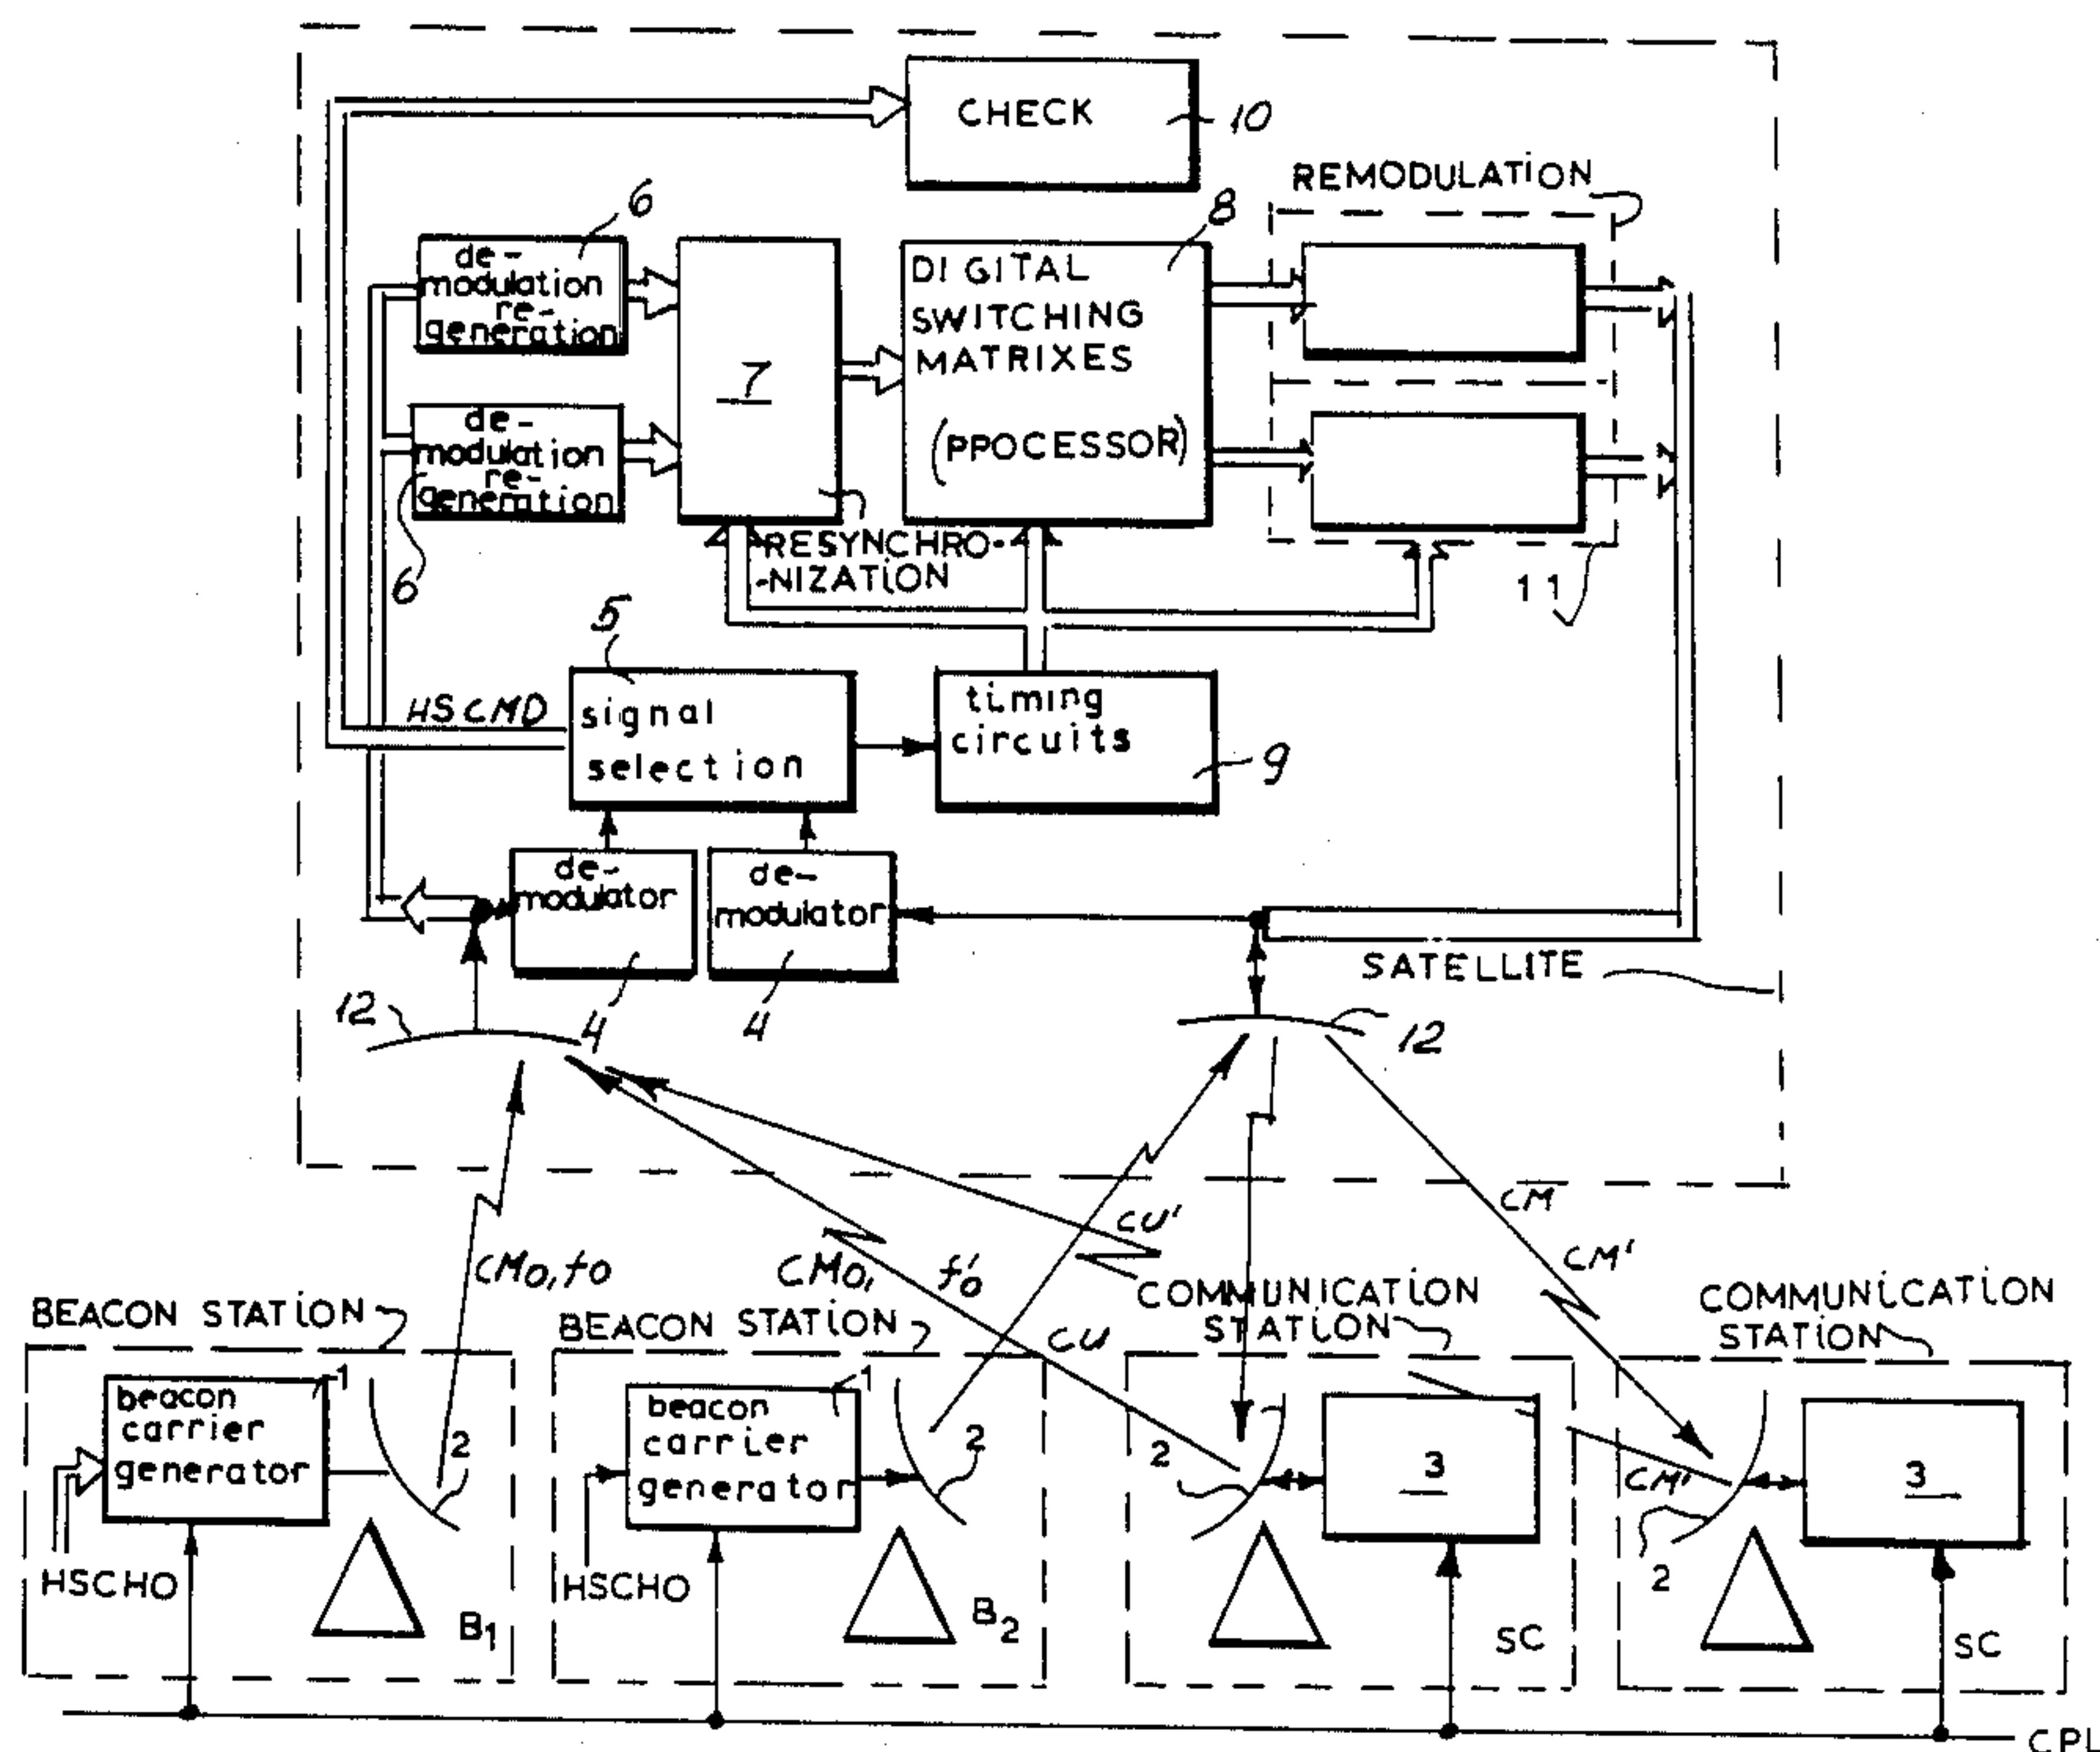 CHECK
10
REMODULATION
6
8
de-
modulation
re-
generation
7
DIGITAL
SWITCHING
MATRIXES
(PPOCESSOR)
de-
modulation
re-
generation
6
RESYNCHRO-
-NIZATION
11
5
HSCMD
signal
selection
timing
circuits
9
de-
modulator
de-
modulator
4
4
12
12
SATELLITE
CM
CM'
CU'
CMo,fo
CMo,
f'o
CU
BEACON STATION
BEACON STATION
COMMUNICATION
STATION
COMMUNICATION
STATION
beacon
carrier
generator
1
2
beacon
carrier
generator
1
2
2
3
CM'
3
2
HSCHO
B1
HSCHO
B2
SC
SC
CPL